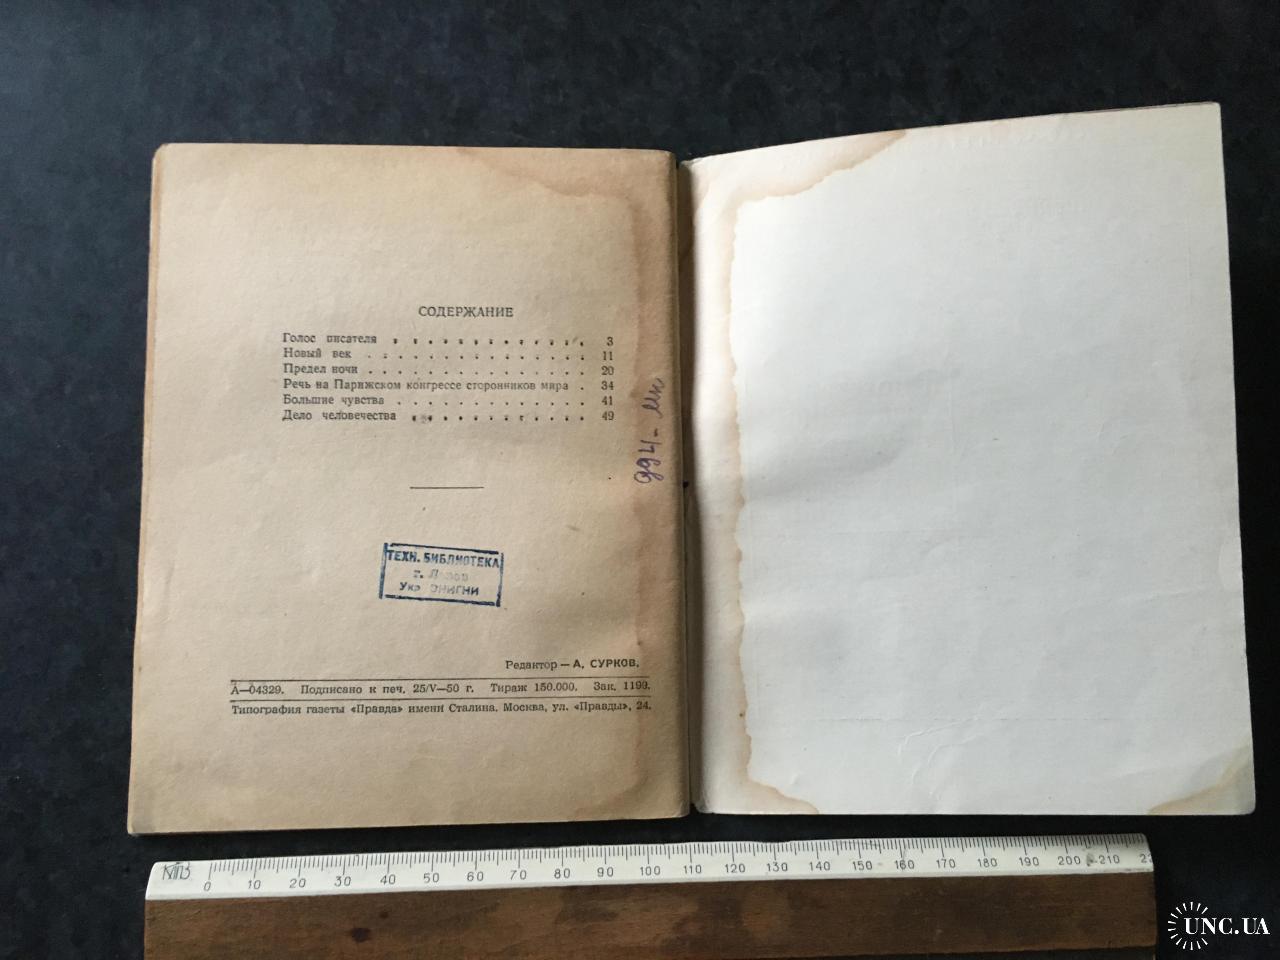 СОДЕРЖАНИЕ
Голос писателя . . . . . . . . . . . . 3
Новый век . . . . . . . . . . . . . 11
Предел ночи . . . . . . . . . . . . . 20
Речь на Парижском конгрессе сторонников мира . 34
Большие чувства . . . . . . . . . . . 41
Дело человечества . . . . . . . . . . 49
994-
ТЕХН. БИБЛИОТЕКА
г.
Укр ЭНИГНИ
Редактор — А. СУРКОВ.
А—04329. Подписано к печ. 25/V—50 г. Тираж 150.000. Зак. 1199.
Типография газеты «Правда» имени Сталина. Москва, ул. «Правды», 24.
0 10 20 30 40 50 60 70 80 90 100 110 120 130 140 150 160 170 180 190 200 210
UNC.UA